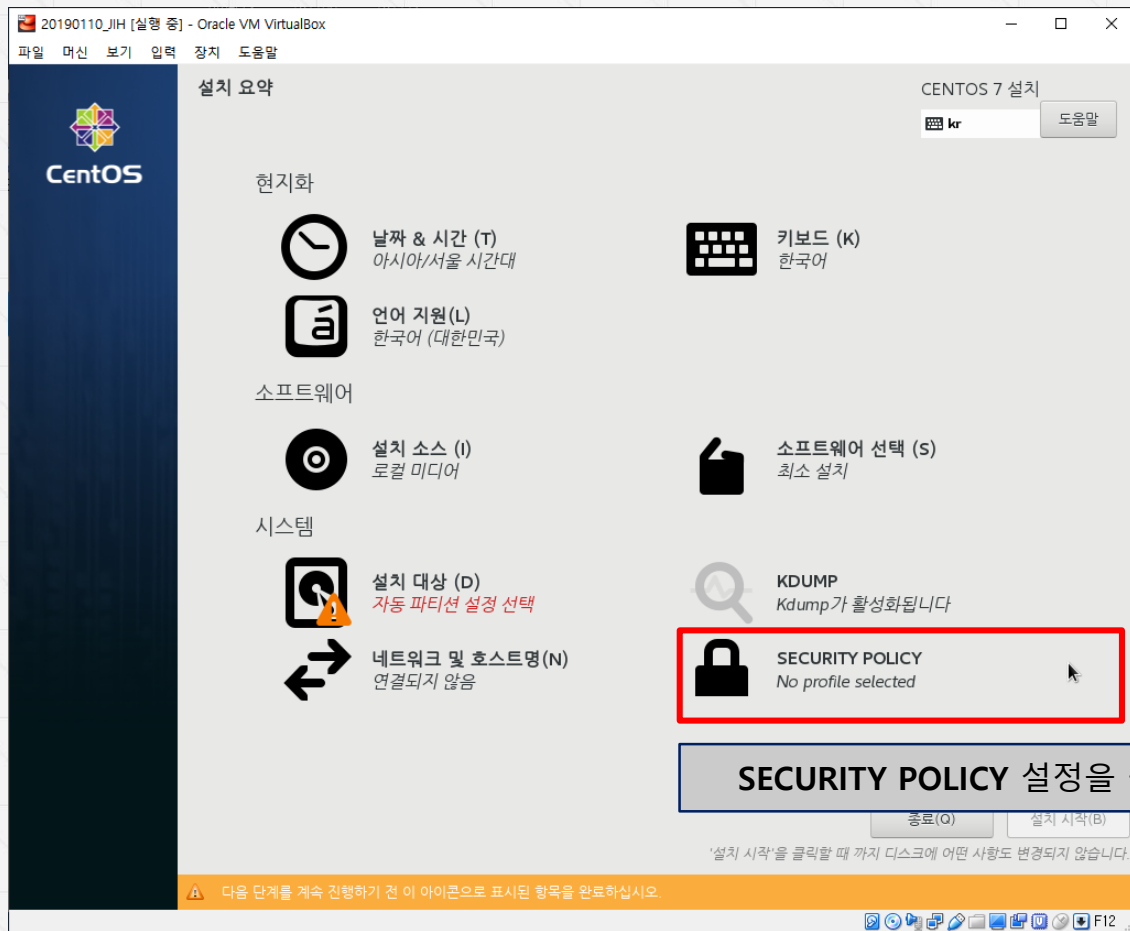 20190110_JIH [실행 중] - Oracle VM VirtualBox
파일 머신 보기 입력 장치 도움말
설치 요약
CENTOS 7 설치
kr
도움말
CentOS
현지화
날짜 & 시간 (T)
아시아/서울 시간대
키보드 (K)
한국어
언어 지원(L)
한국어 (대한민국)
소프트웨어
설치 소스 (I)
로컬 미디어
소프트웨어 선택 (S)
최소 설치
시스템
설치 대상 (D)
자동 파티션 설정 선택
KDUMP
Kdump가 활성화됩니다
네트워크 및 호스트명(N)
연결되지 않음
SECURITY POLICY
No profile selected
SECURITY POLICY 설정을
종료(Q)
설치 시작(B)
'설치 시작'을 클릭할 때 까지 디스크에 어떤 사항도 변경되지 않습니다.
다음 단계를 계속 진행하기 전 이 아이콘으로 표시된 항목을 완료하십시오.
F12